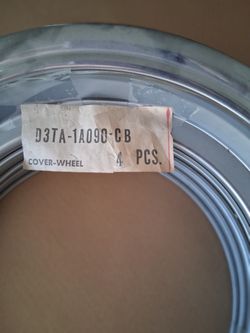 D3TA-1A090-CB
COVER-WHEEL 4 PCS.